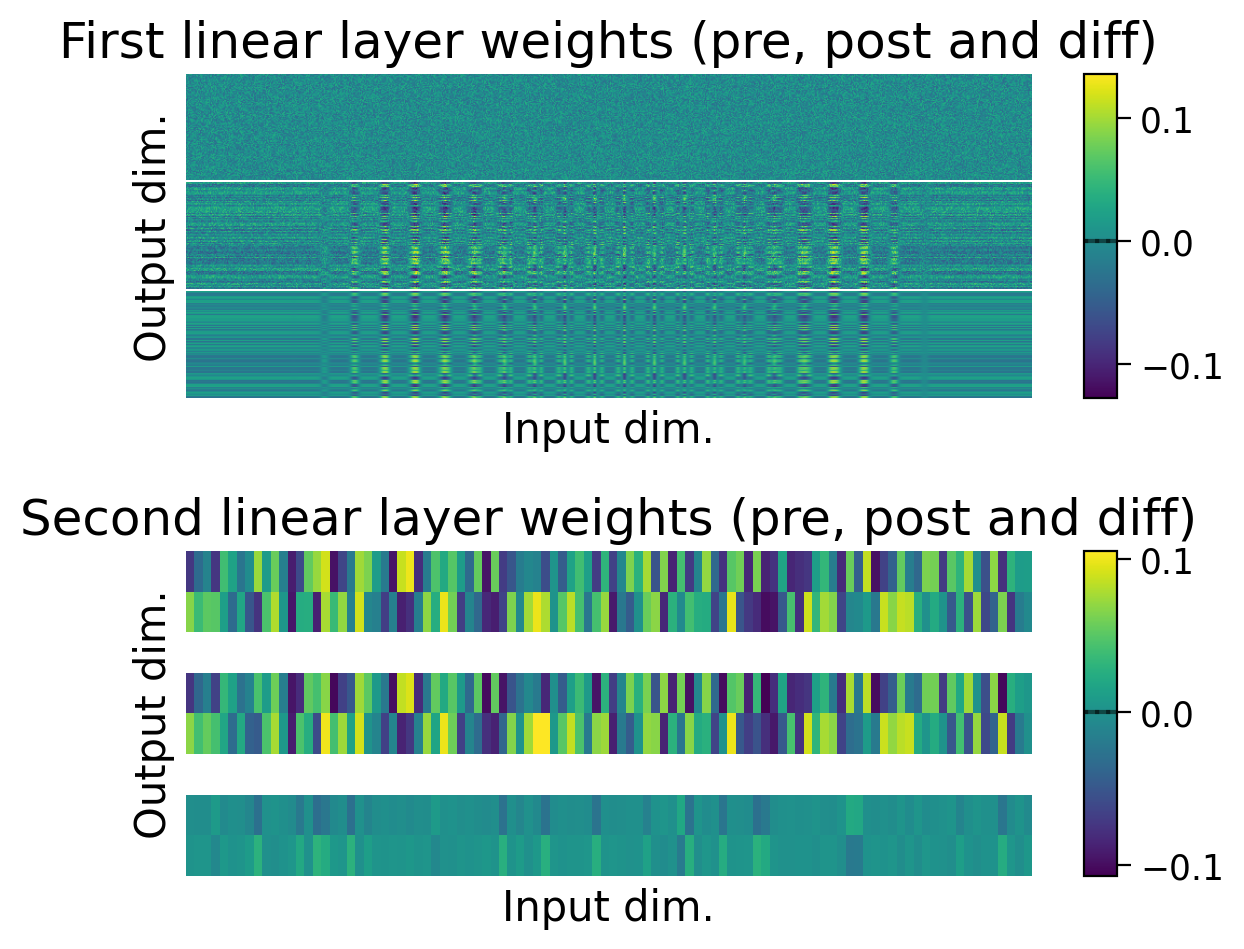 First linear layer weights (pre, post and diff)
Output dim.
0.1
0.0
−0.1
Input dim.
Second linear layer weights (pre, post and diff)
Output dim.
0.1
0.0
−0.1
Input dim.